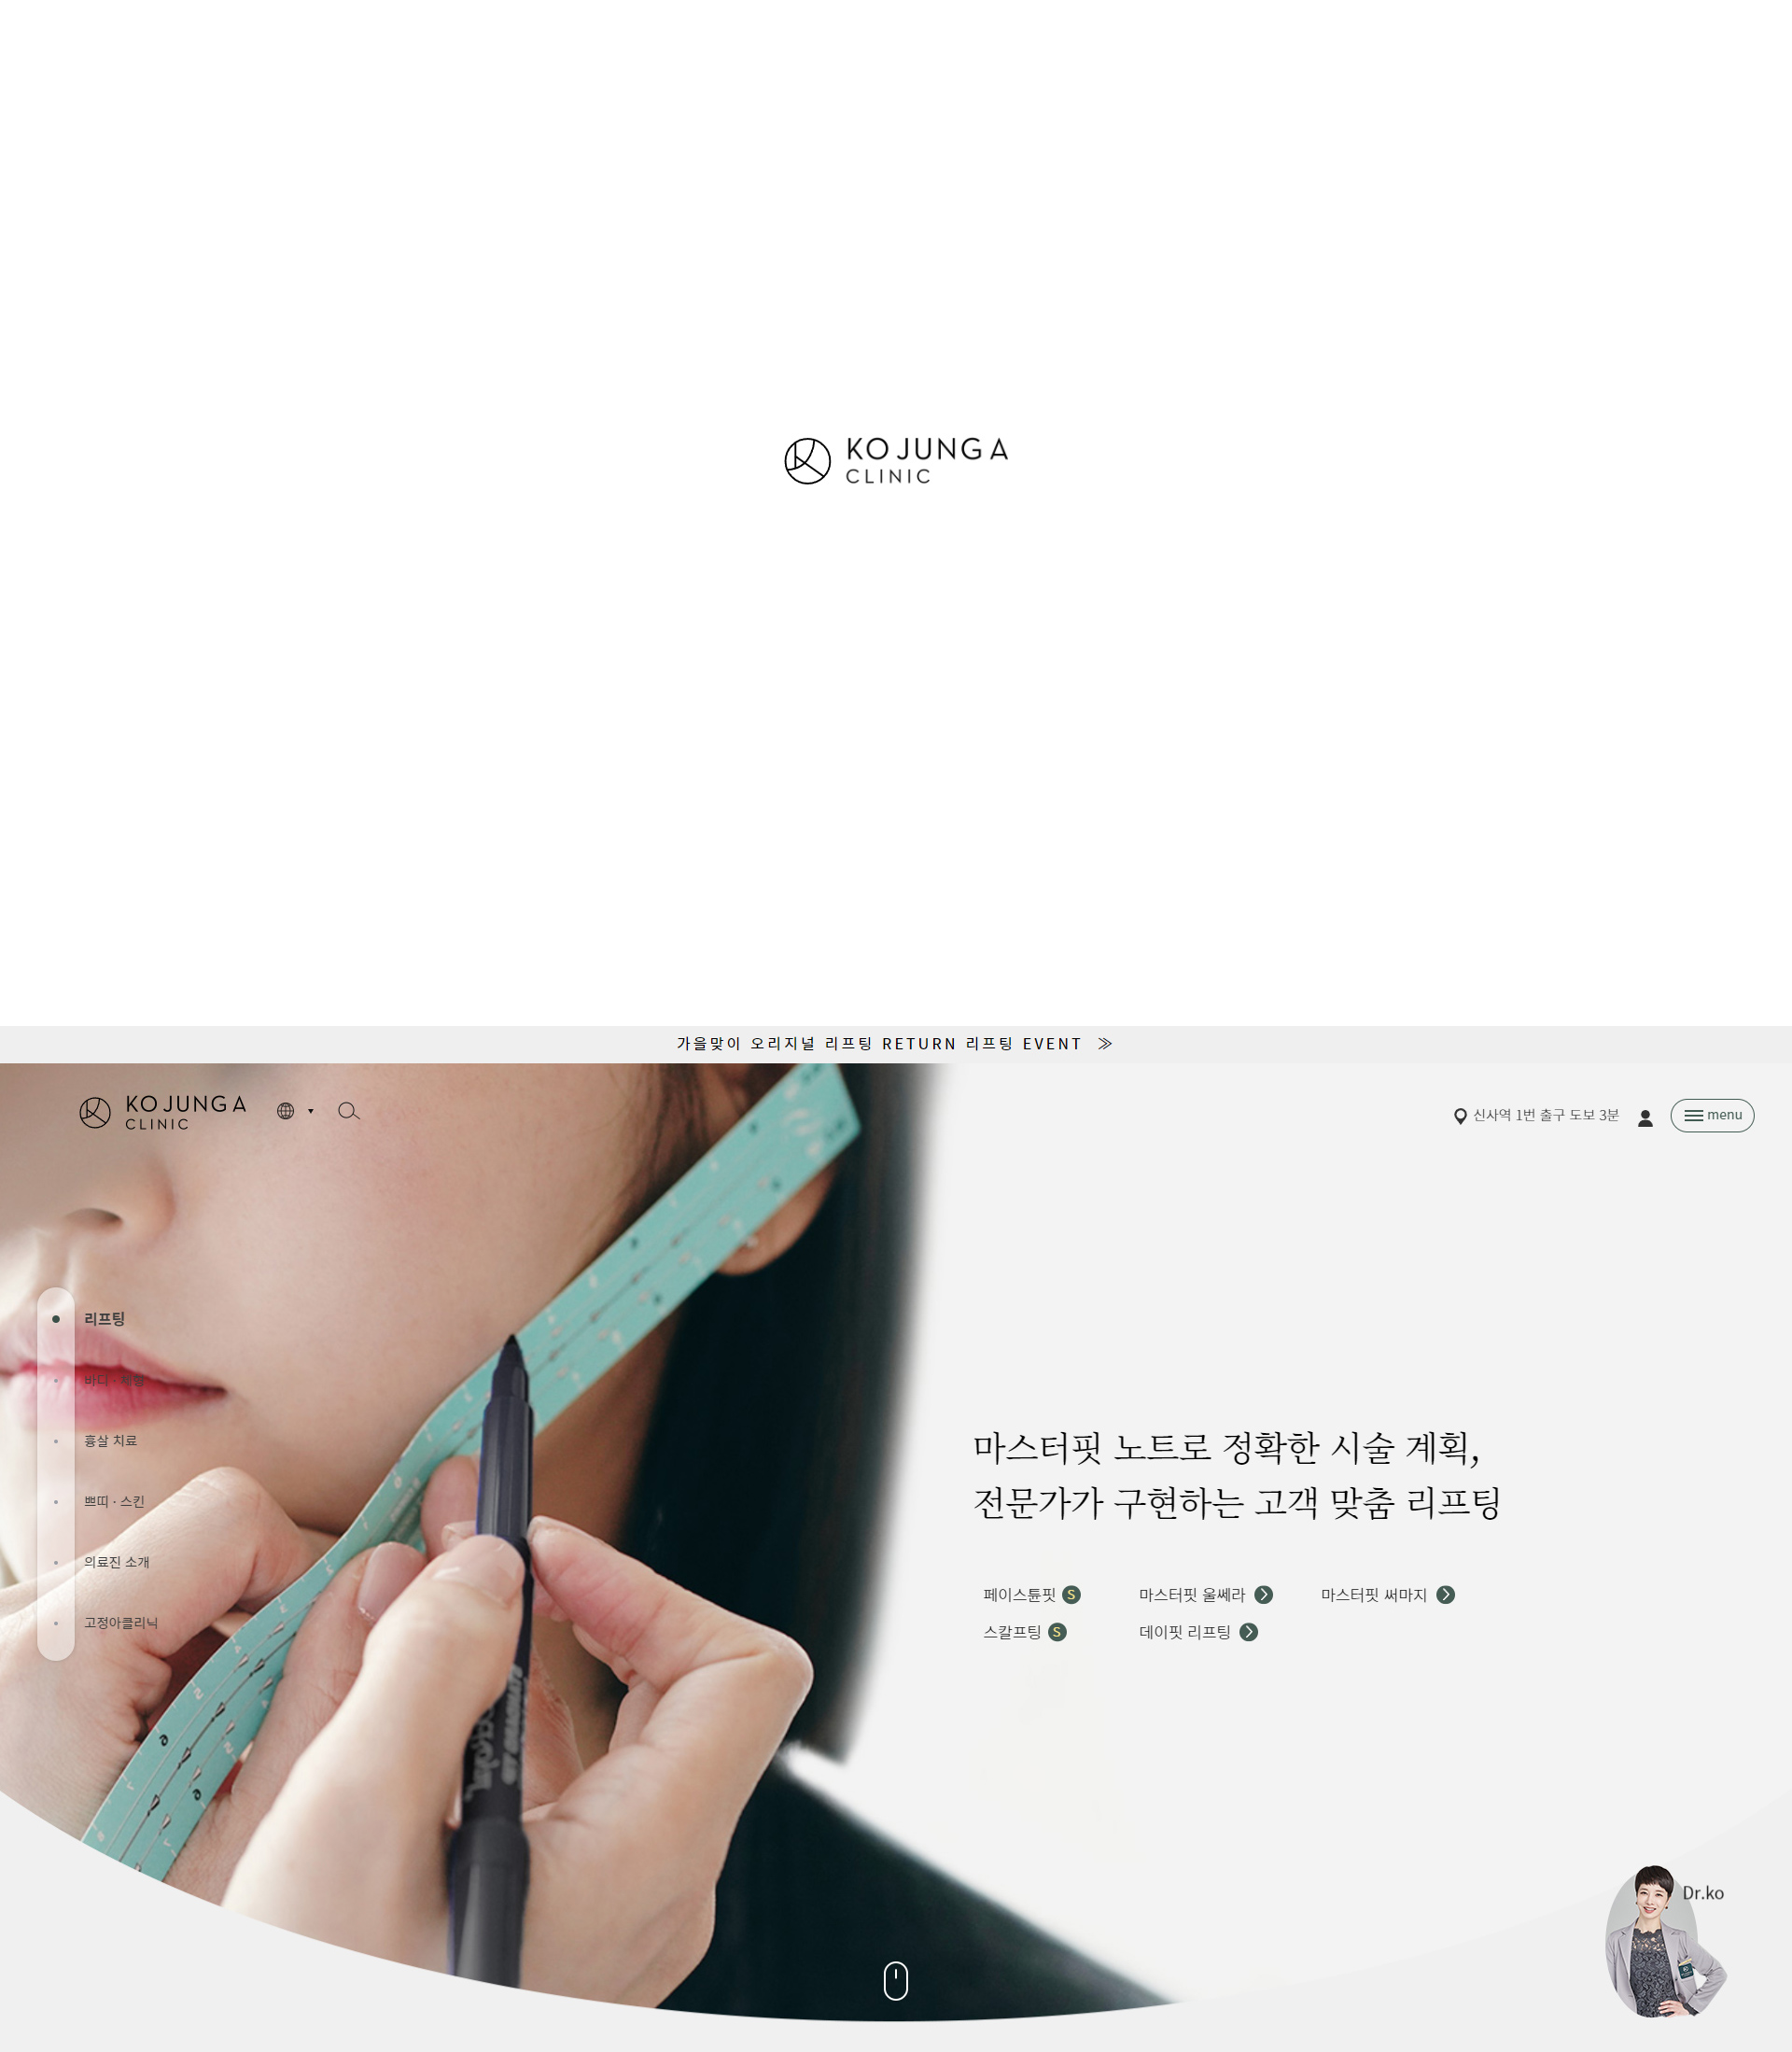 KO JUNG A
CLINIC
가을맞이 오리지널 리프팅 RETURN 리프팅 EVENT
KO JUNG A
CLINIC
신사역 1번 출구 도보 3분
menu
리프팅
바디 · 체형
흉살 치료
쁘띠 · 스킨
의료진 소개
고정아클리닉
마스터핏 노트로 정확한 시술 계획,
전문가가 구현하는 고객 맞춤 리프팅
페이스튠핏 S 마스터핏 울쎄라 마스터핏 써마지
스칼프팅 S 데이핏 리프팅
Dr.ko